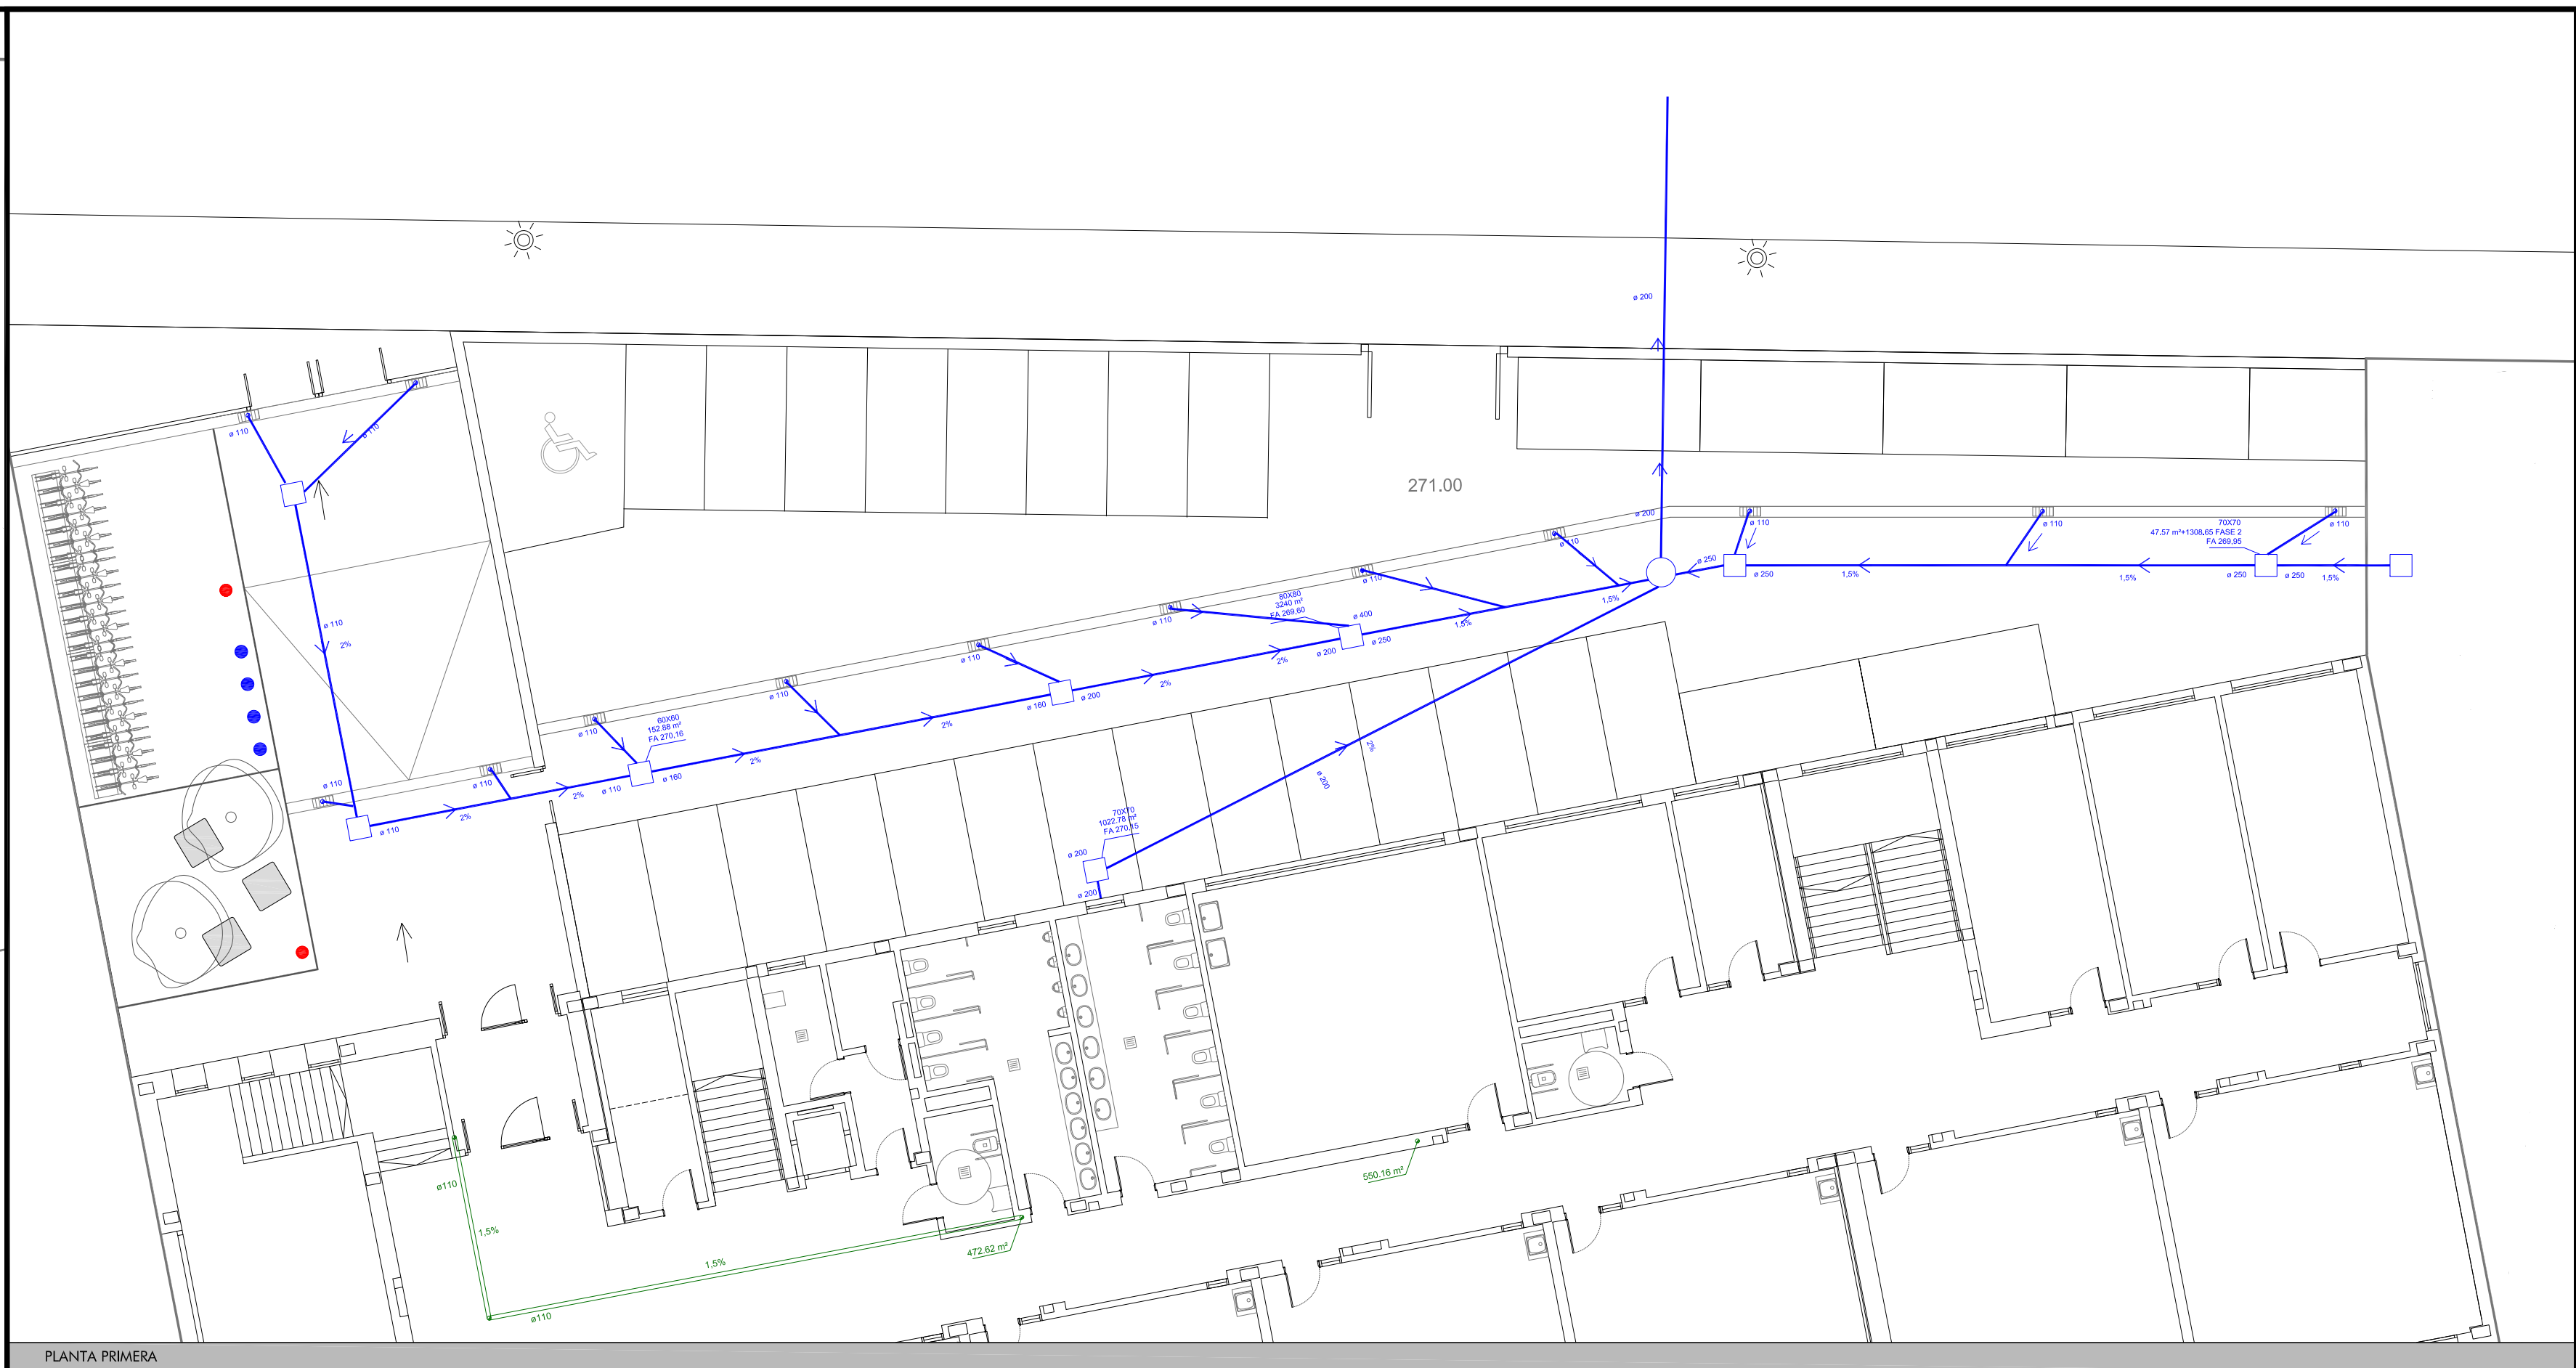 ø 200
ø 110
ø 110
271.00
ø 200
ø 110
ø 110
ø 110
ø 110
70X70
47.57 m²+1308.65 FASE 2
FA 269,95
ø 250
ø 250
1,5%
1,5%
ø 250
ø 250
1,5%
ø 110
80X80
3240 m²
FA 269,60
ø 110
ø 400
1,5%
1,5%
ø 110
2%
ø 200
ø 250
2%
ø 110
2%
ø 160
ø 200
ø 110
60X60
152.88 m²
FA 270,16
ø 110
2%
2%
2%
ø 200
ø 110
ø 110
2%
ø 110
ø 160
2%
ø 110
70X70
1022.78 m²
FA 270,15
ø 200
ø 200
ø110
1,5%
550.16 m²
472.62 m²
1,5%
ø110
PLANTA PRIMERA